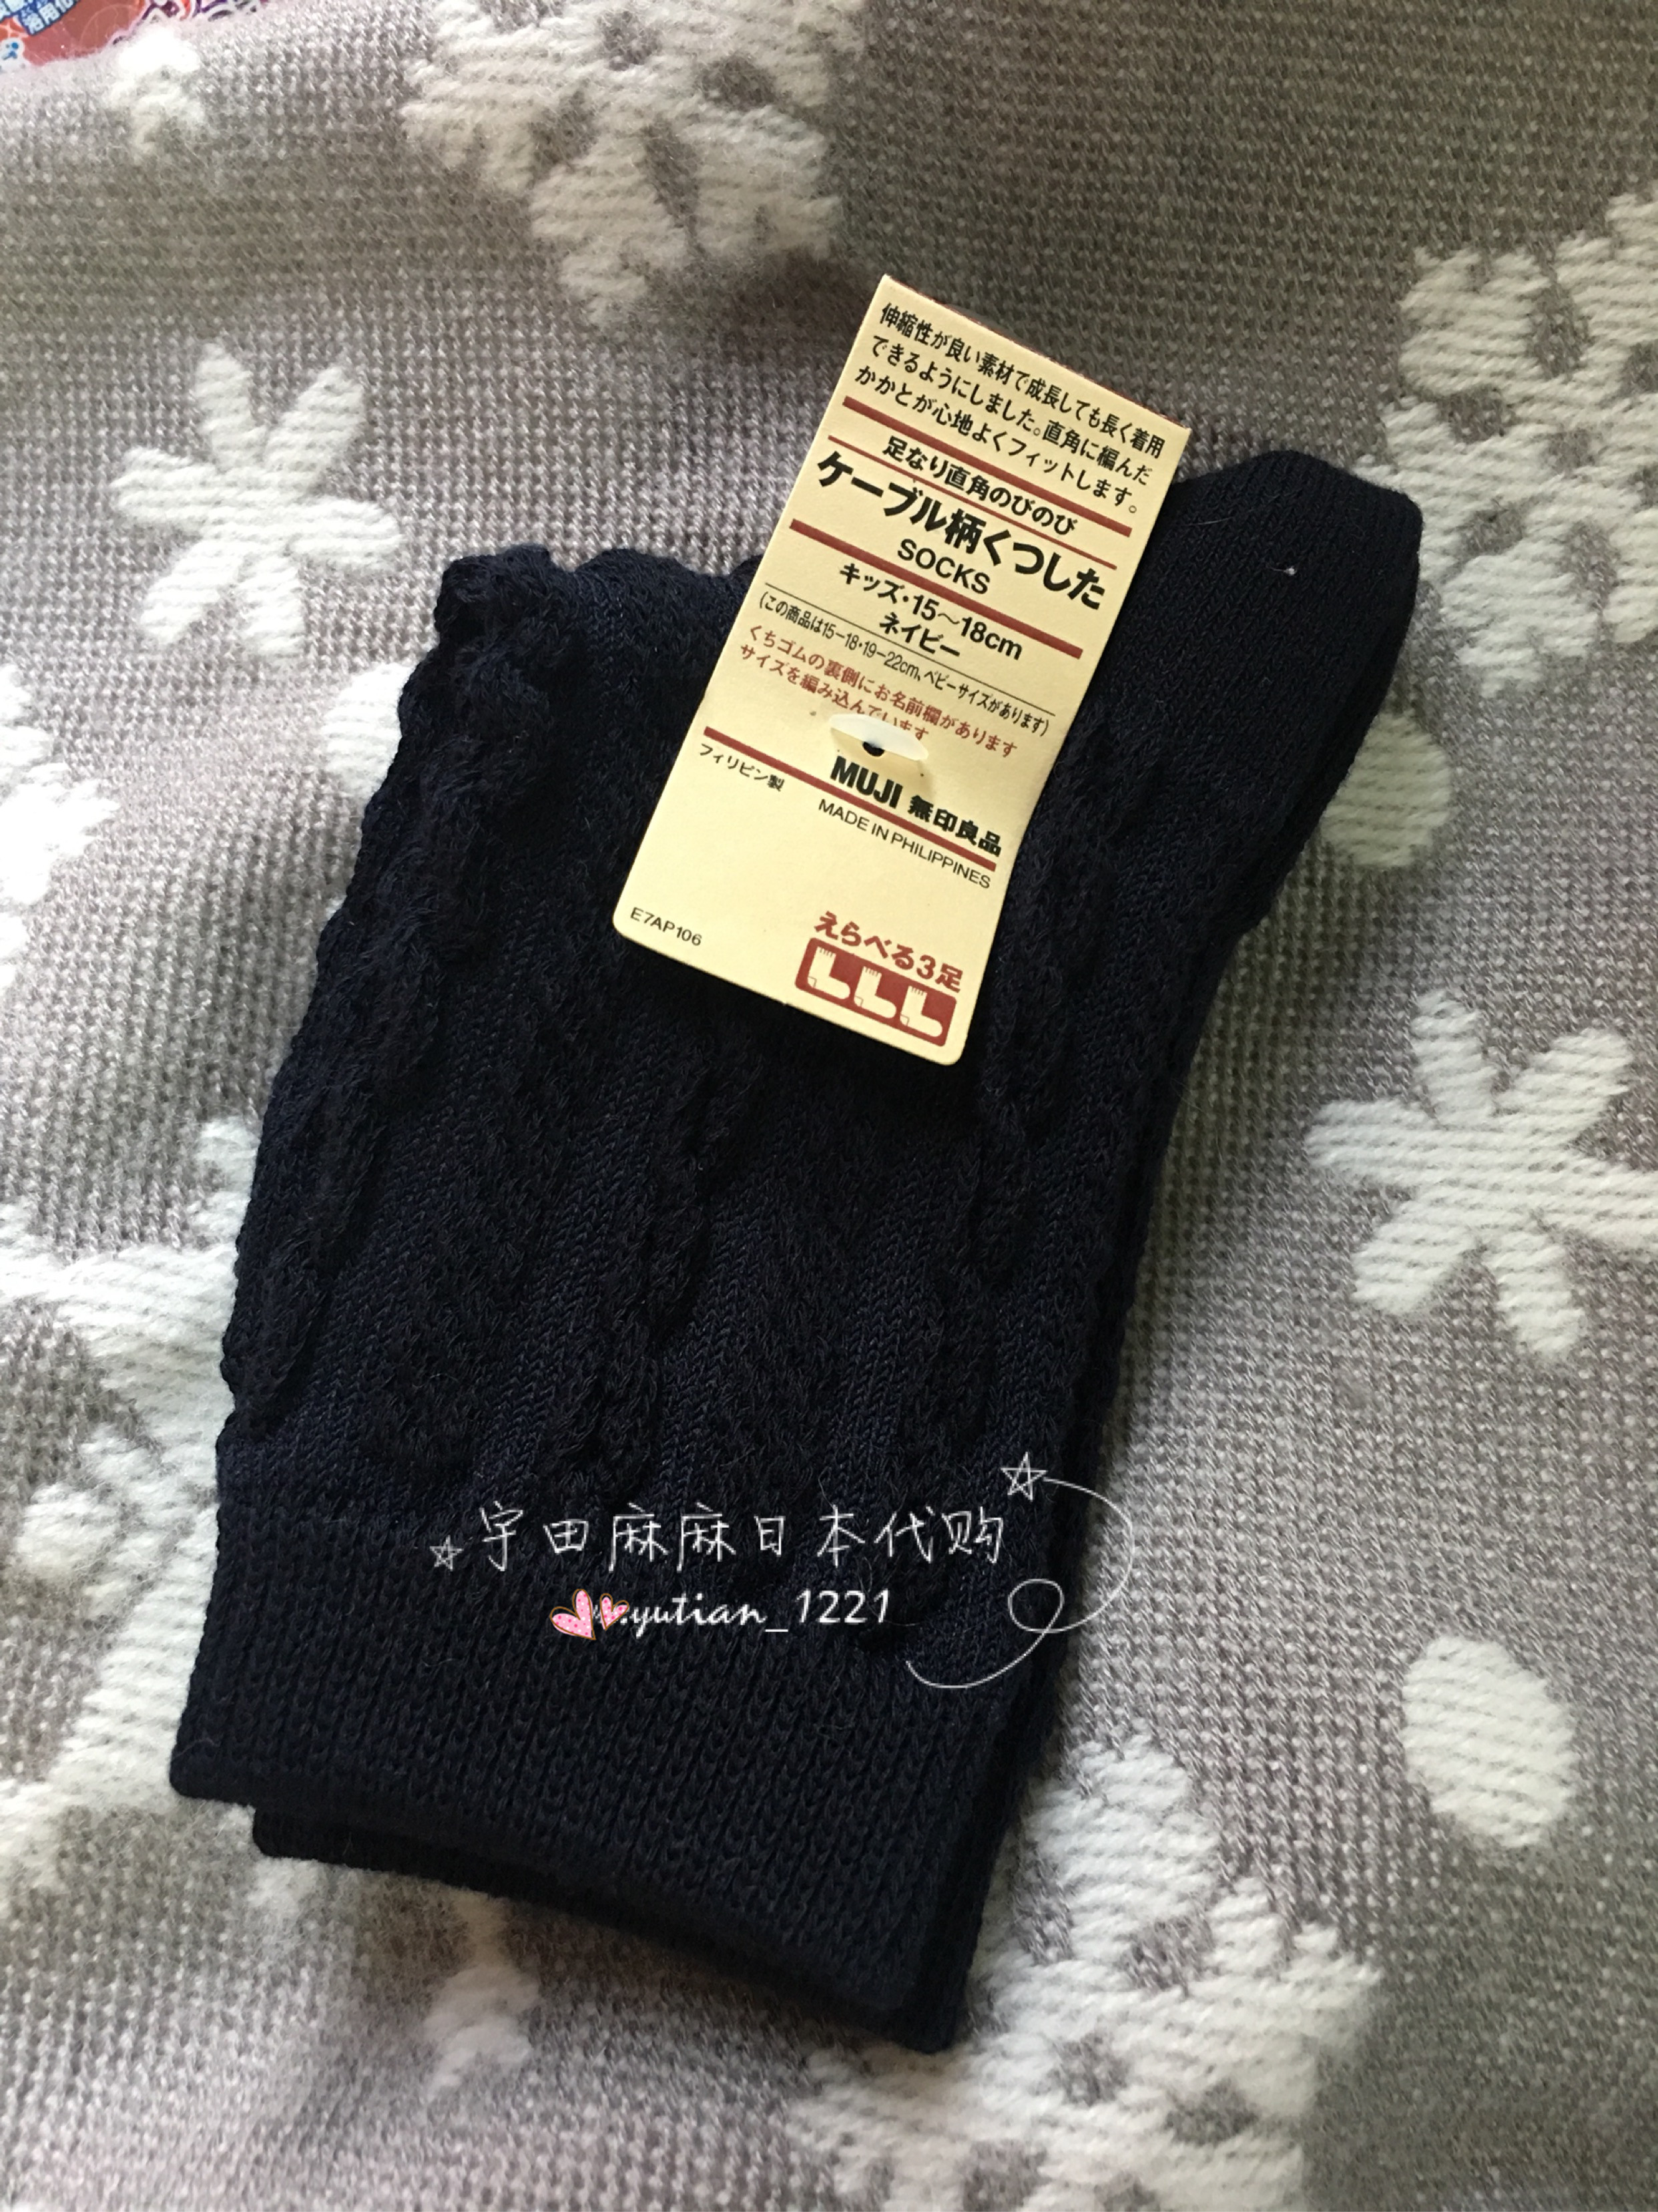 浴用化
伸縮性が良い素材で成長しても長く着用
できるようにしました。直角に編んだ
かかとが心地よくフィットします。
足なり直角のびのび
ケーブル柄くつした
SOCKS
キッズ・15〜18cm
ネイビー
(この商品は15−18・19−22cm、ベビーサイズがあります)
くちゴムの裏側にお名前欄があります
サイズを編み込んでいます
MUJI 無印良品
フィリピン製 MADE IN PHILIPPINES
E7AP106
えらべる3足
宇田麻麻日本代购
.yutian_1221